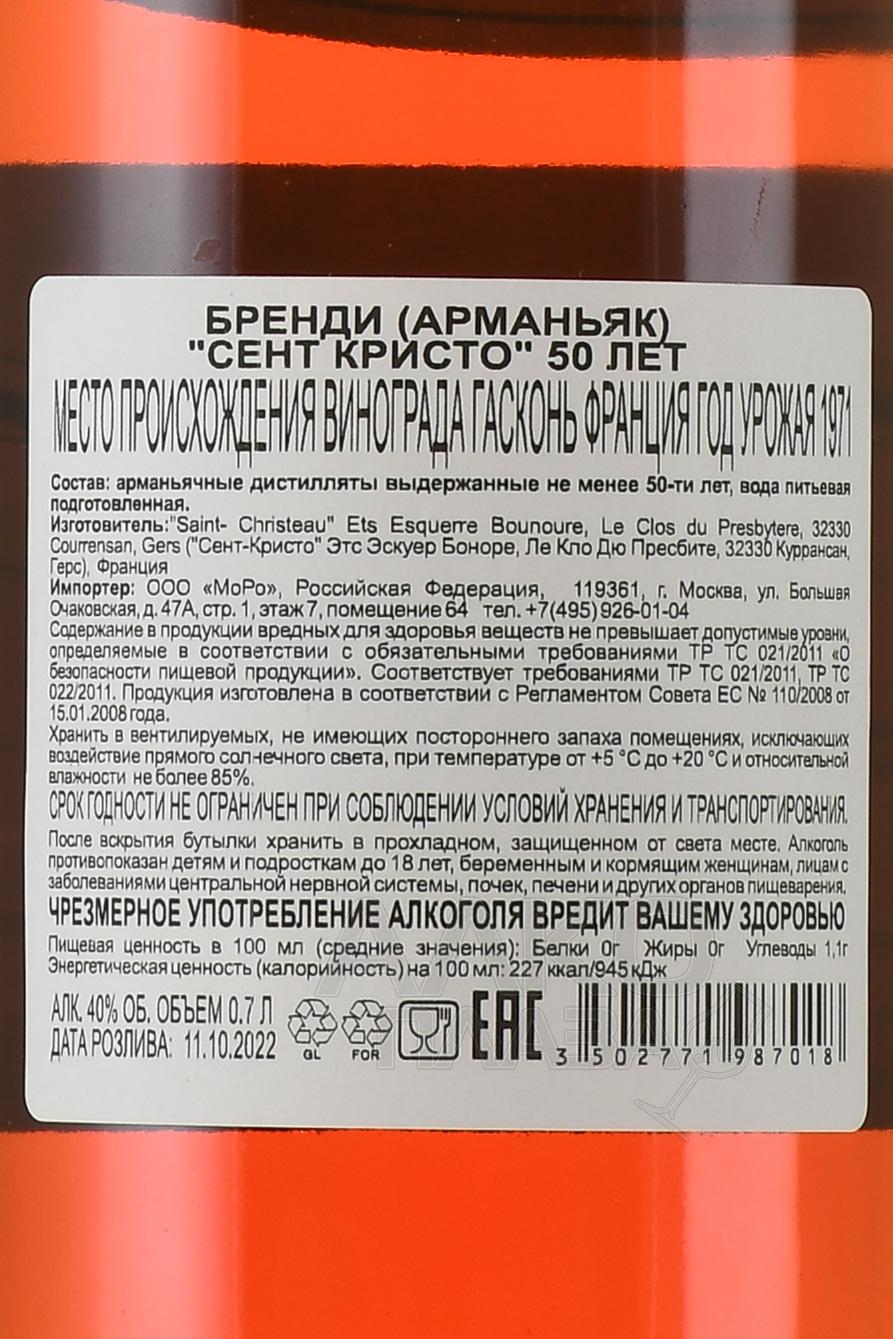 БРЕНДИ (АРМАНЬЯК)
"СЕНТ КРИСТО" 50 ЛЕТ
МЕСТО ПРОИСХОЖДЕНИЯ ВИНОГРАДА ГАСКОНЬ ФРАНЦИЯ ГОД УРОЖАЯ 1971
Состав: арманьячные дистилляты выдержанные не менее 50-ти лет, вода питьевая
подготовленная.
Изготовитель:"Saint- Christeau" Ets Esquerre Bounoure, Le Clos du Presbytere, 32330
Courrensan, Gers ("Сент-Кристо" Этс Эскуер Боноре, Ле Кло Дю Пресбите, 32330 Куррансан,
Герс), Франция
Импортер: ООО «МоРо», Российская Федерация, 119361, г. Москва, ул. Большая
Очаковская, д. 47А, стр. 1, этаж 7, помещение 64 тел. +7(495)926-01-04
Содержание в продукции вредных для здоровья веществ не превышает допустимые уровни,
определяемые в соответствии с обязательными требованиями ТР ТС 021/2011 «О
безопасности пищевой продукции». Соответствует требованиями ТР ТС 021/2011, ТР ТС
022/2011. Продукция изготовлена в соответствии с Регламентом Совета ЕС № 110/2008 от
15.01.2008 года.
Хранить в вентилируемых, не имеющих постороннего запаха помещениях, исключающих
воздействие прямого солнечного света, при температуре от +5 °С до +20 °С и относительной
влажности не более 85%.
СРОК ГОДНОСТИ НЕ ОГРАНИЧЕН ПРИ СОБЛЮДЕНИИ УСЛОВИЙ ХРАНЕНИЯ И ТРАНСПОРТИРОВАНИЯ.
После вскрытия бутылки хранить в прохладном, защищенном от света месте. Алкоголь
противопоказан детям и подросткам до 18 лет, беременным и кормящим женщинам, лицам с
заболеваниями центральной нервной системы, почек, печени и других органов пищеварения.
ЧРЕЗМЕРНОЕ УПОТРЕБЛЕНИЕ АЛКОГОЛЯ ВРЕДИТ ВАШЕМУ ЗДОРОВЬЮ
Пищевая ценность в 100 мл (средние значения): Белки 0г Жиры 0г Углеводы 1,1г
Энергетическая ценность (калорийность) на 100 мл: 227 ккал/945 кДж
АЛК. 40% ОБ. ОБЪЕМ 0.7 Л
ДАТА РОЗЛИВА: 11.10.2022
GL FOR EAC
3 502771 987018